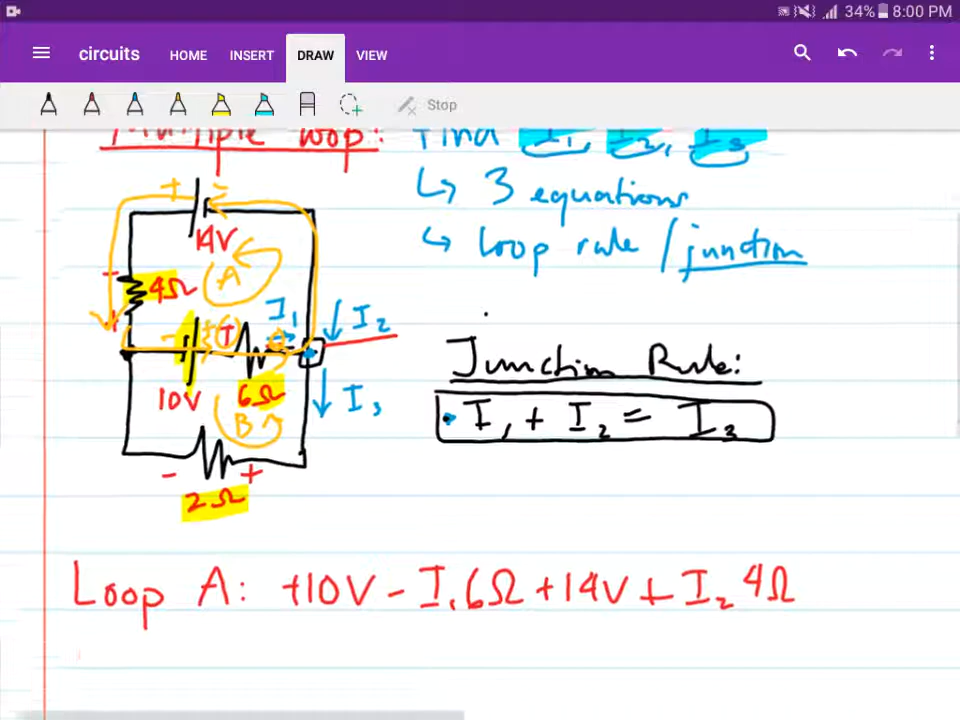 34% 8:00 PM
circuits HOME INSERT DRAW VIEW
Stop
Multiple loop: find I1, I2, I3
↳ 3 equations
↳ loop rule / junction
+ -
14V
A
- 4Ω
+
I1 I2
- + + I -
10V 6Ω I3
B
- +
2Ω
Junction Rule:
• I1 + I2 = I3
Loop A: +10V - I1 6Ω + 14V + I2 4Ω